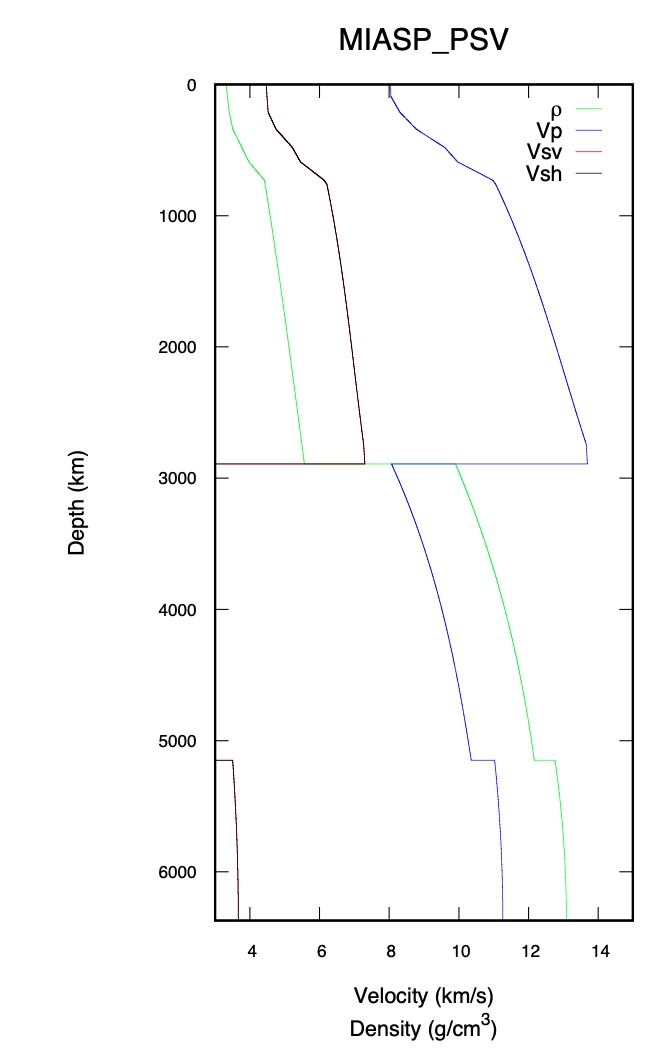 MIASP_PSV
0
1000
2000
3000
4000
5000
6000
Depth (km)
ρ
Vp
Vsv
Vsh
4 6 8 10 12 14
Velocity (km/s)
Density (g/cm³)